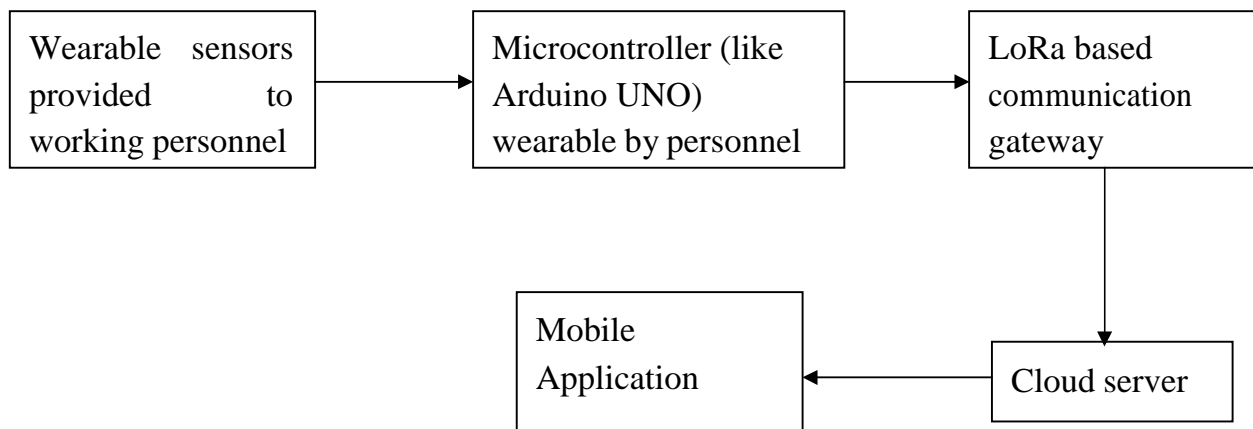 Wearable sensors
provided to
working personnel
Microcontroller (like
Arduino UNO)
wearable by personnel
LoRa based
communication
gateway
Cloud server
Mobile
Application